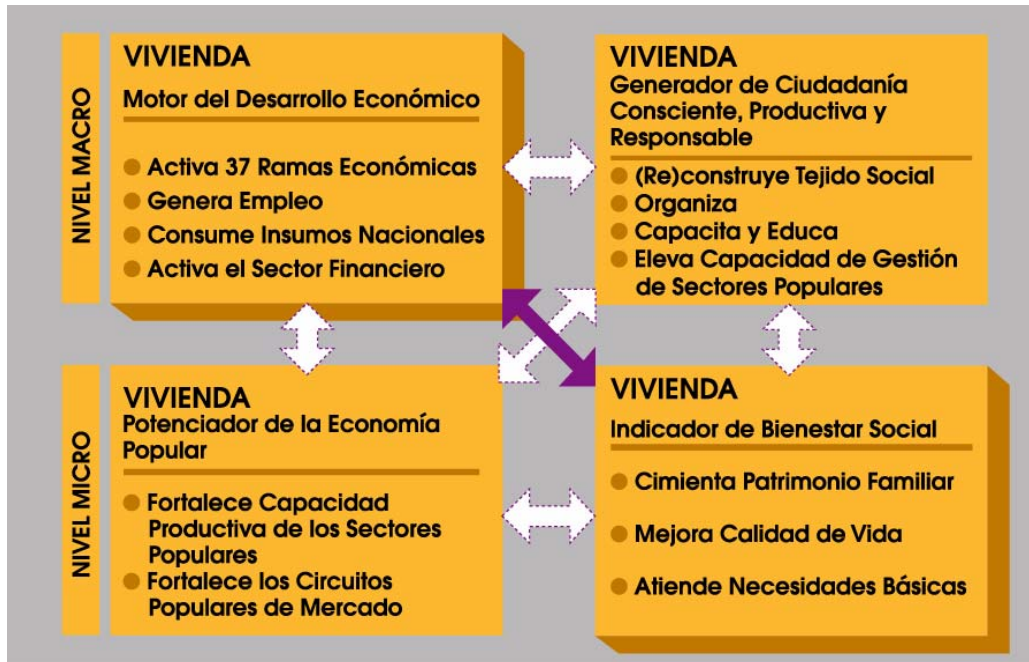 NIVEL MACRO
VIVIENDA
Motor del Desarrollo Económico
Activa 37 Ramas Económicas
Genera Empleo
Consume Insumos Nacionales
Activa el Sector Financiero
VIVIENDA
Generador de Ciudadanía
Consciente, Productiva y
Responsable
(Re)construye Tejido Social
Organiza
Capacita y Educa
Eleva Capacidad de Gestión
de Sectores Populares
NIVEL MICRO
VIVIENDA
Potenciador de la Economía
Popular
Fortalece Capacidad
Productiva de los Sectores
Populares
Fortalece los Circuitos
Populares de Mercado
VIVIENDA
Indicador de Bienestar Social
Cimienta Patrimonio Familiar
Mejora Calidad de Vida
Atiende Necesidades Básicas